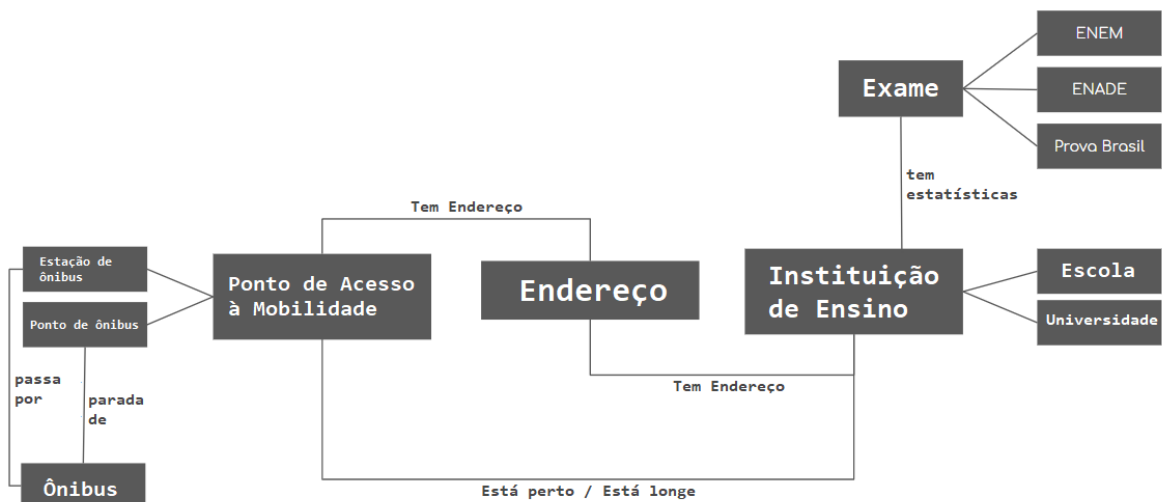 ENEM
Exame
ENADE
Prova Brasil
tem
estatísticas
Tem Endereço
Estação de
ônibus
Ponto de Acesso
à Mobilidade
Endereço
Instituição
de Ensino
Escola
Ponto de ônibus
Universidade
passa
por
parada
de
Tem Endereço
Ônibus
Está perto / Está longe